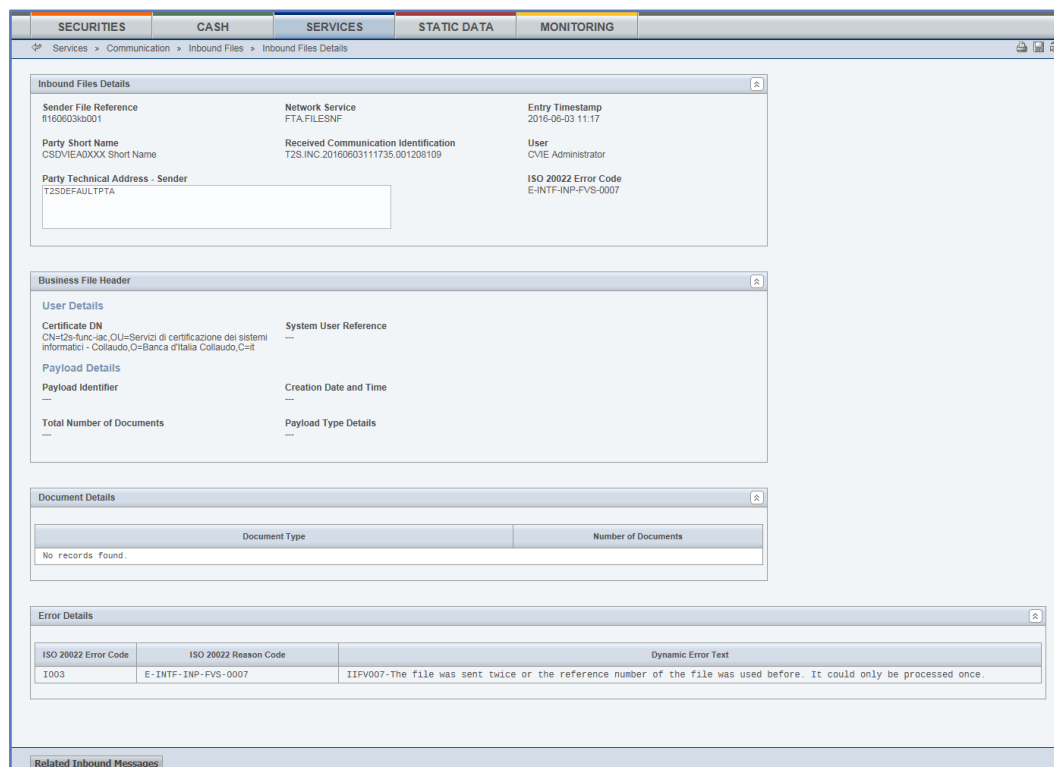 SECURITIES CASH SERVICES STATIC DATA MONITORING
Services » Communication » Inbound Files » Inbound Files Details
Inbound Files Details
Sender File Reference Network Service Entry Timestamp
fl160603kb001 FTA.FILESNF 2016-06-03 11:17
Party Short Name Received Communication Identification User
CSDVIEA0XXX Short Name T2S.INC.20160603111735.001208109 CVIE Administrator
Party Technical Address - Sender ISO 20022 Error Code
T2SDEFAULTPTA E-INTF-INP-FVS-0007
Business File Header
User Details
Certificate DN System User Reference
CN=t2s-func-iac,OU=Servizi di certificazione dei sistemi ---
informatici - Collaudo,O=Banca d'Italia Collaudo,C=it
Payload Details
Payload Identifier Creation Date and Time
--- ---
Total Number of Documents Payload Type Details
--- ---
Document Details
Document Type Number of Documents
No records found.
Error Details
ISO 20022 Error Code ISO 20022 Reason Code Dynamic Error Text
I003 E-INTF-INP-FVS-0007 IIFV007-The file was sent twice or the reference number of the file was used before. It could only be processed once.
Related Inbound Messages